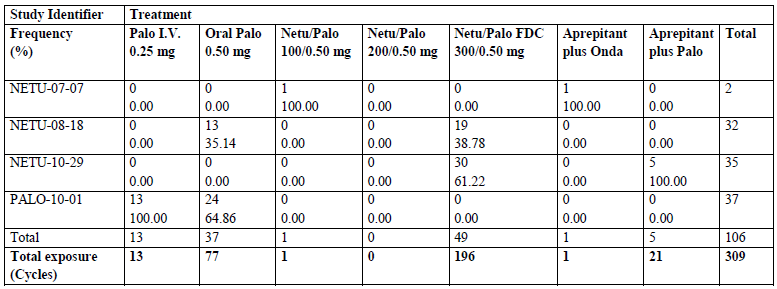 Study Identifier Treatment
Frequency Palo I.V. Oral Palo Netu/Palo Netu/Palo Netu/Palo FDC Aprepitant Aprepitant Total
(%) 0.25 mg 0.50 mg 100/0.50 mg 200/0.50 mg 300/0.50 mg plus Onda plus Palo
NETU-07-07 0 0 1 0 0 1 0 2
0.00 0.00 100.00 0.00 0.00 100.00 0.00
NETU-08-18 0 13 0 0 19 0 0 32
0.00 35.14 0.00 0.00 38.78 0.00 0.00
NETU-10-29 0 0 0 0 30 0 5 35
0.00 0.00 0.00 0.00 61.22 0.00 100.00
PALO-10-01 13 24 0 0 0 0 0 37
100.00 64.86 0.00 0.00 0.00 0.00 0.00
Total 13 37 1 0 49 1 5 106
Total exposure 13 77 1 0 196 1 21 309
(Cycles)